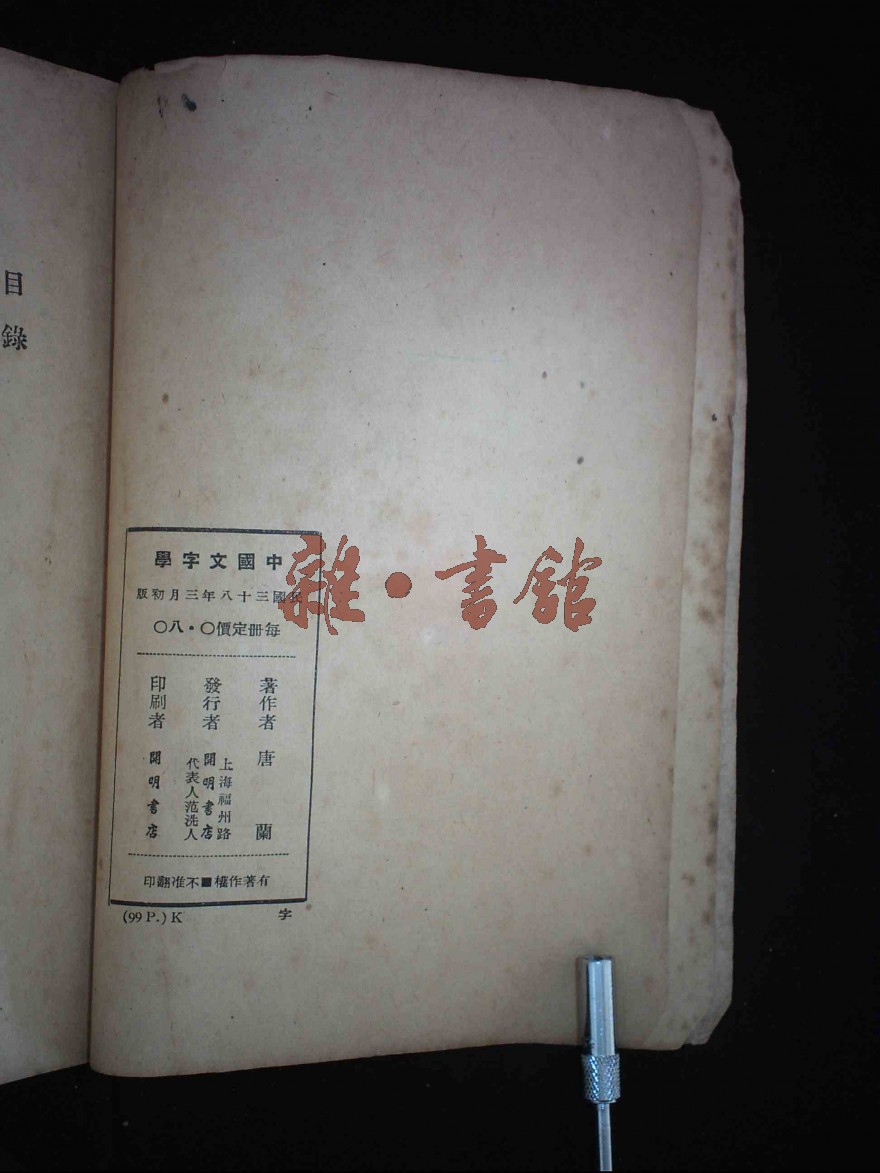 目錄
中國文字學
民國三十八年三月初版
每冊定價〇・八〇
著作者 唐蘭
發行者 上海福州路
開明書店
代表人范洗人
印刷者 開明書店
有著作權■不准翻印
(99 P.) K 字
雜・書館